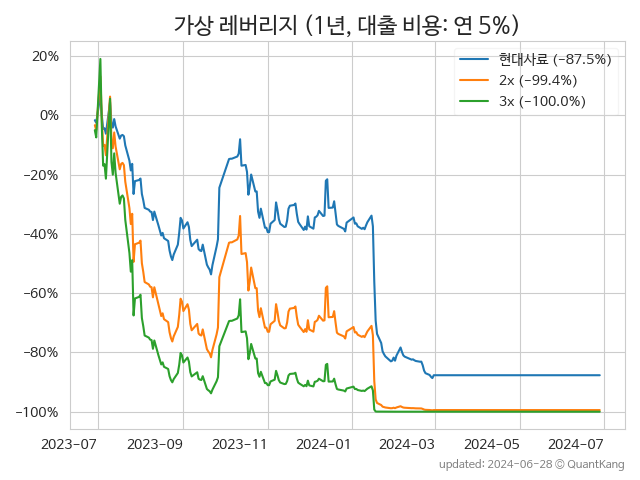 가상 레버리지 (1년, 대출 비용: 연 5%)
현대사료 (−87.5%)
2x (−99.4%)
3x (−100.0%)
20%
0%
−20%
−40%
−60%
−80%
−100%
2023-07 2023-09 2023-11 2024-01 2024-03 2024-05 2024-07
updated: 2024-06-28 ⓒ QuantKang